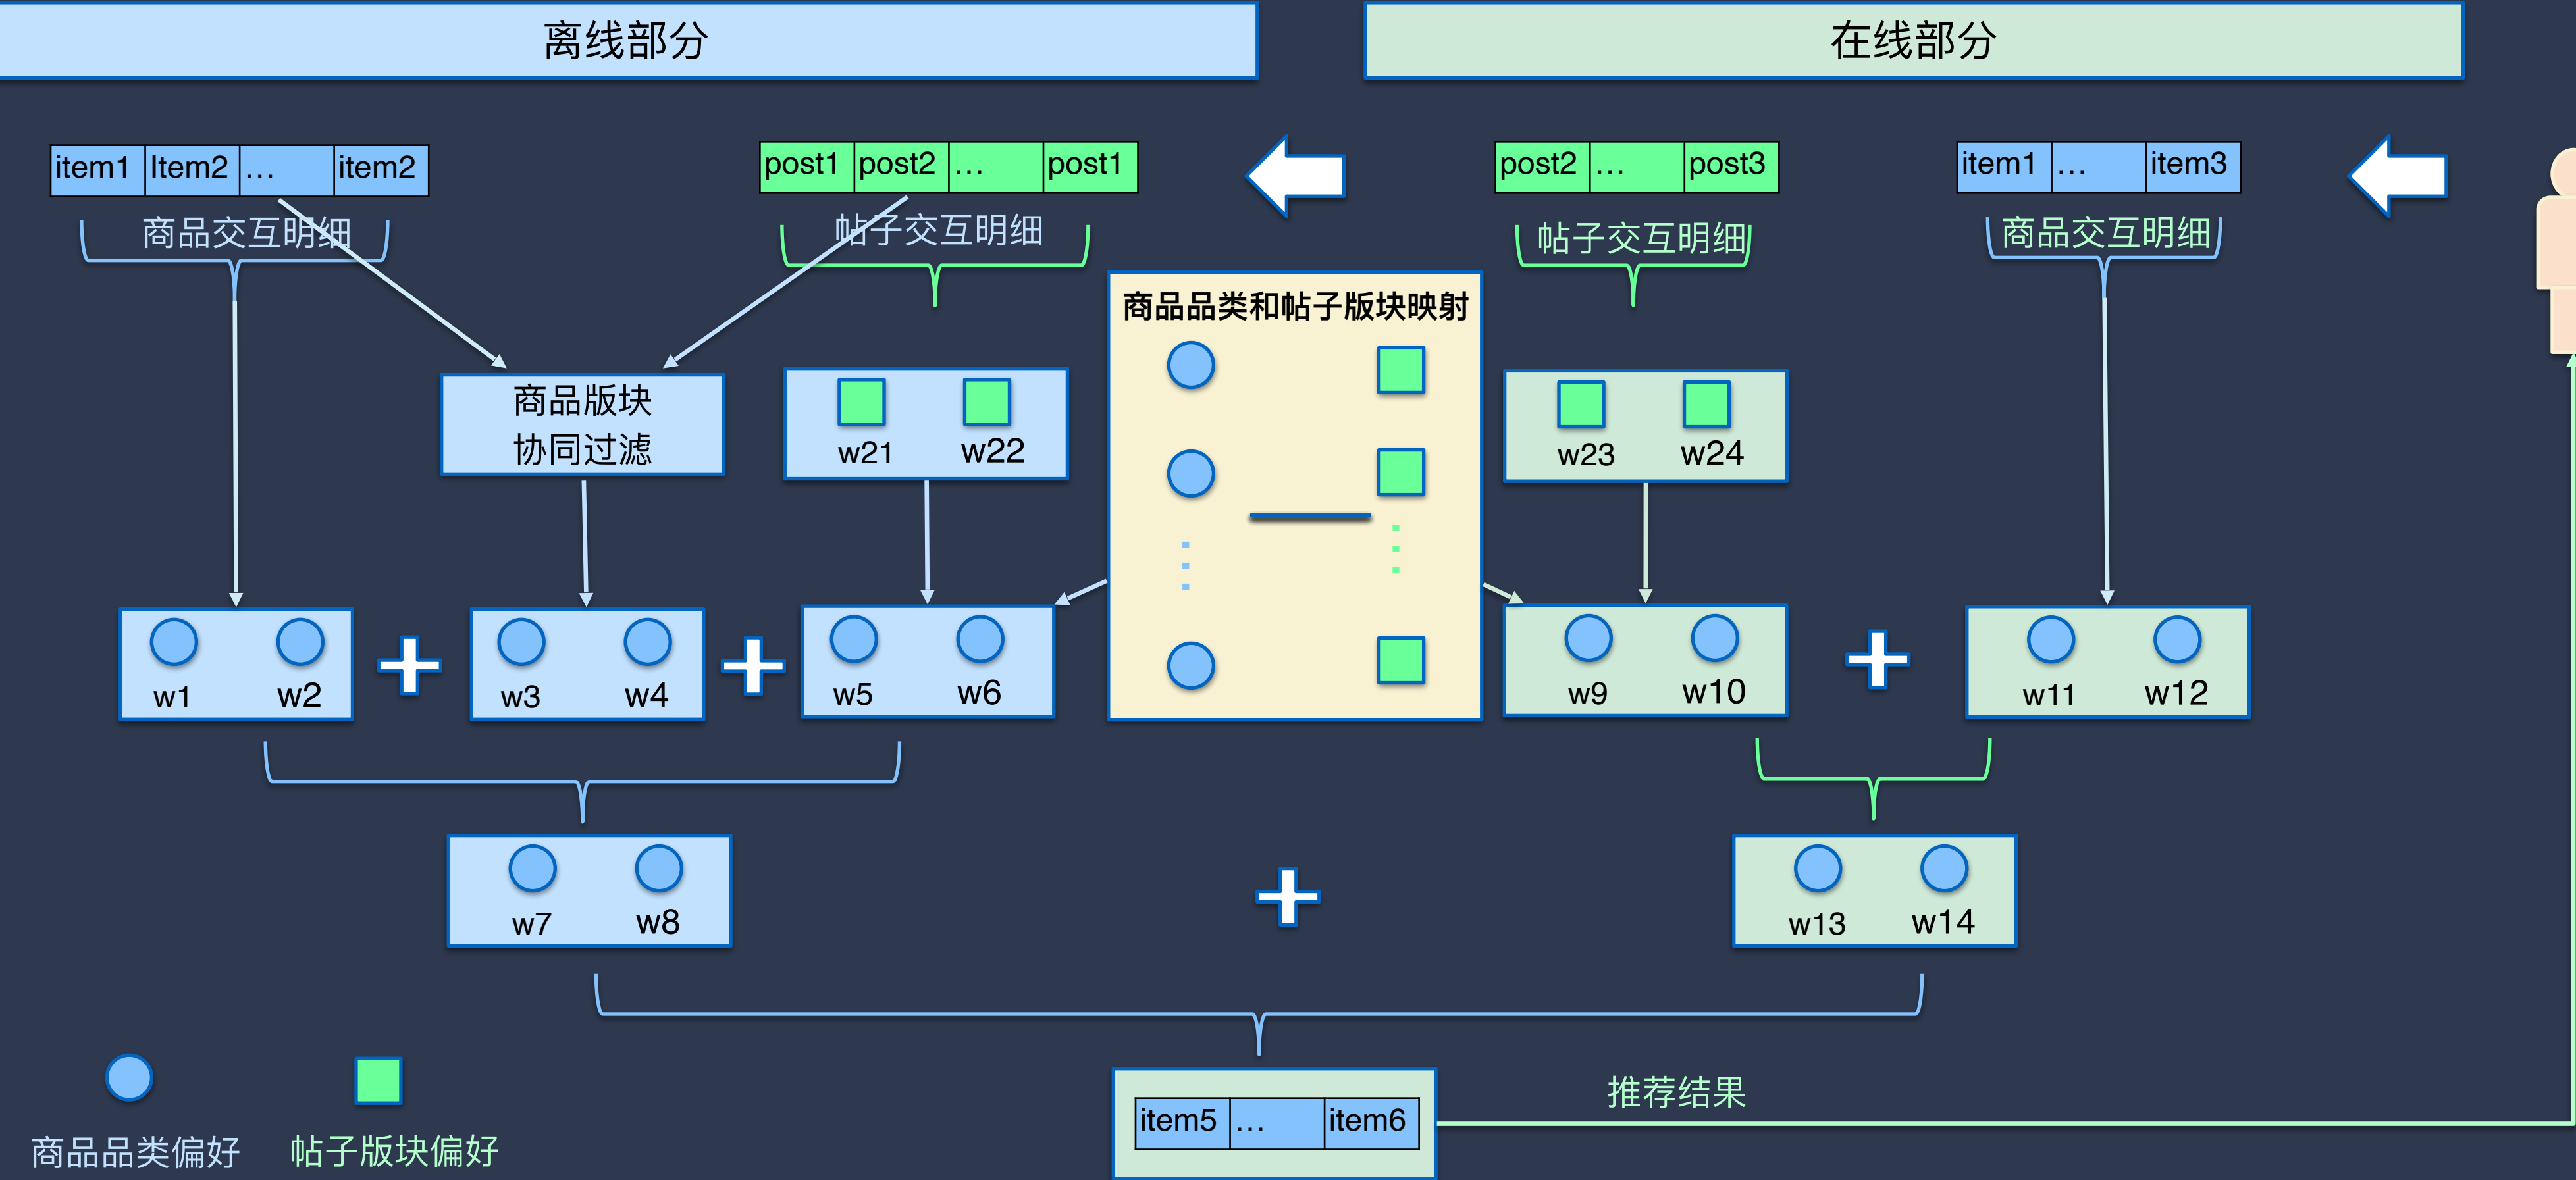 离线部分
在线部分
item1 Item2 ... item2
post1 post2 ... post1
post2 ... post3
item1 ... item3
商品交互明细
帖子交互明细
帖子交互明细
商品交互明细
商品品类和帖子版块映射
商品版块
协同过滤
w21 w22
w23 w24
w1 w2
w3 w4
w5 w6
w9 w10
w11 w12
w7 w8
w13 w14
item5 ... item6
推荐结果
商品品类偏好
帖子版块偏好